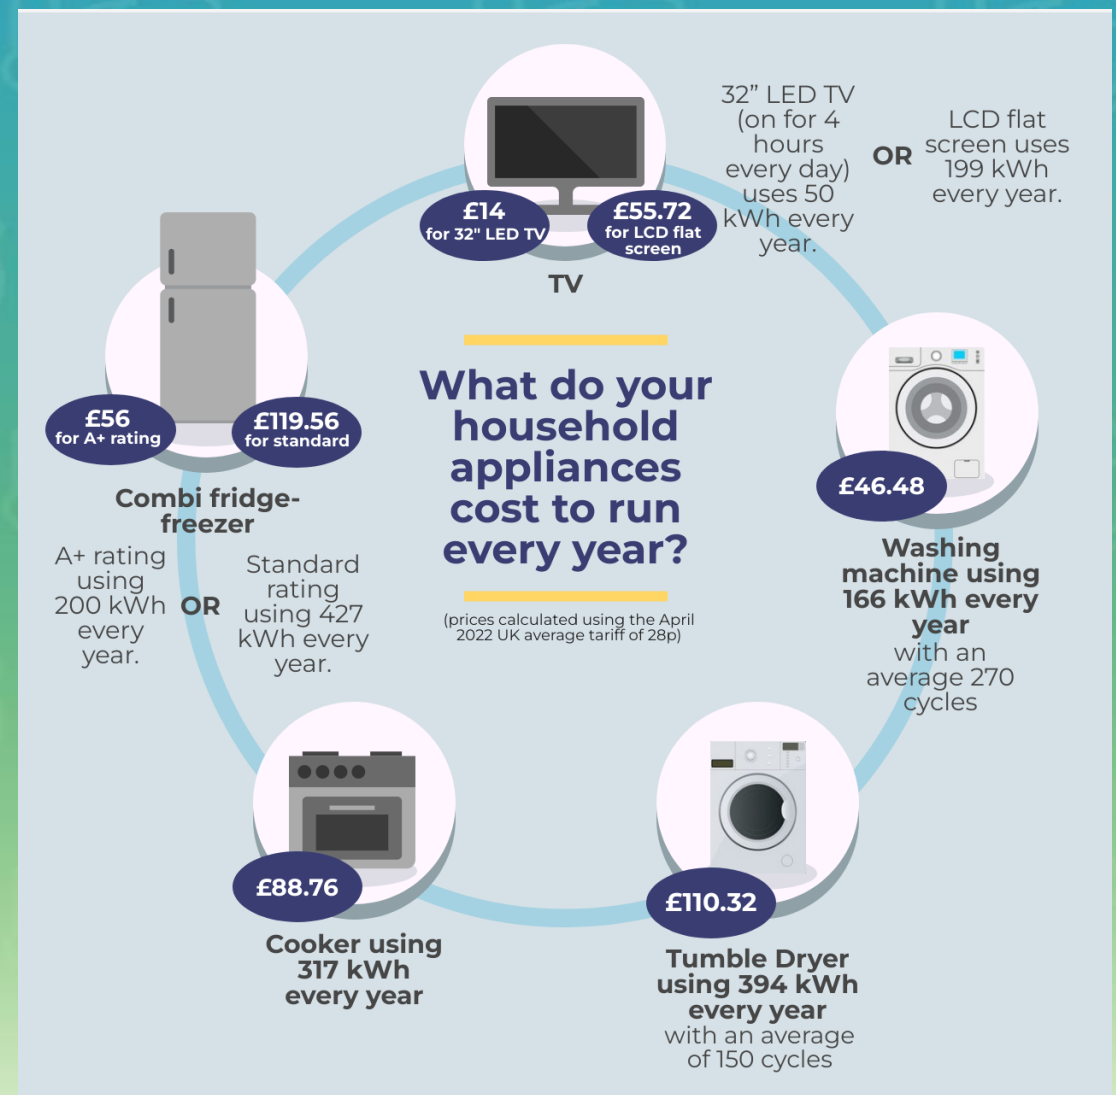 32” LED TV
(on for 4
hours
every day)
uses 50
kWh every
year.
OR
LCD flat
screen uses
199 kWh
every year.
£14
for 32" LED TV
£55.72
for LCD flat
screen
TV
£56
for A+ rating
£119.56
for standard
Combi fridge-
freezer
A+ rating
using
200 kWh
every
year.
OR
Standard
rating
using 427
kWh every
year.
What do your
household
appliances
cost to run
every year?
(prices calculated using the April
2022 UK average tariff of 28p)
£46.48
Washing
machine using
166 kWh every
year
with an
average 270
cycles
£88.76
Cooker using
317 kWh
every year
£110.32
Tumble Dryer
using 394 kWh
every year
with an average
of 150 cycles